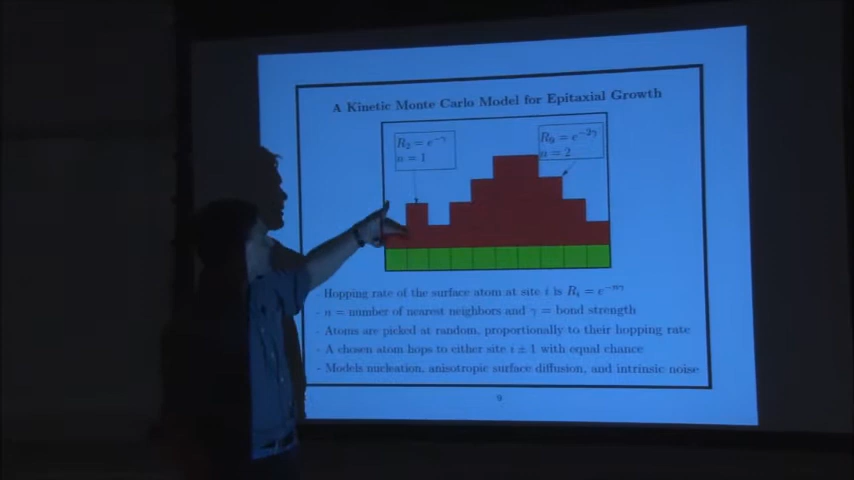 A Kinetic Monte Carlo Model for Epitaxial Growth
R₂ = e^{-γ}
n = 1
R₉ = e^{-2γ}
n = 2
- Hopping rate of the surface atom at site i is Rᵢ = e^{-nγ}
- n = number of nearest neighbors and γ = bond strength
- Atoms are picked at random, proportionally to their hopping rate
- A chosen atom hops to either site i ± 1 with equal chance
- Models nucleation, anisotropic surface diffusion, and intrinsic noise
9